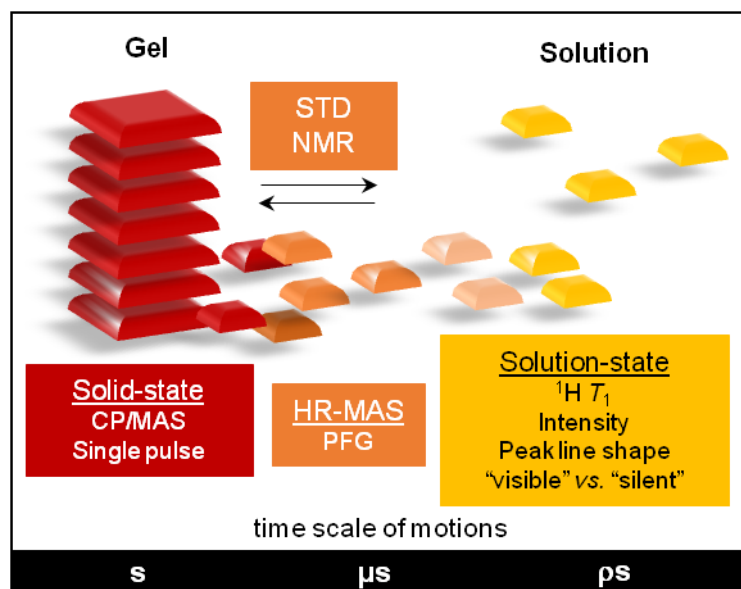 Gel
Solution
STD
NMR
Solid-state
CP/MAS
Single pulse
HR-MAS
PFG
Solution-state
¹H T₁
Intensity
Peak line shape
“visible” vs. “silent”
time scale of motions
s
μs
ρs